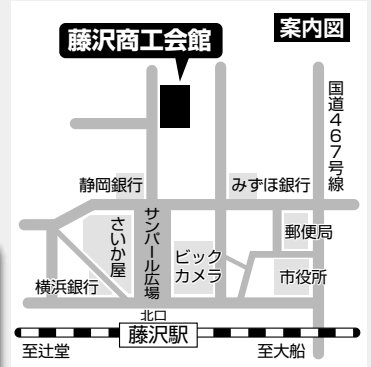 案内図
藤沢商工会館
国道467号線
静岡銀行
みずほ銀行
さいか屋
サンパール広場
ビック
カメラ
郵便局
市役所
横浜銀行
北口
藤沢駅
至辻堂
至大船